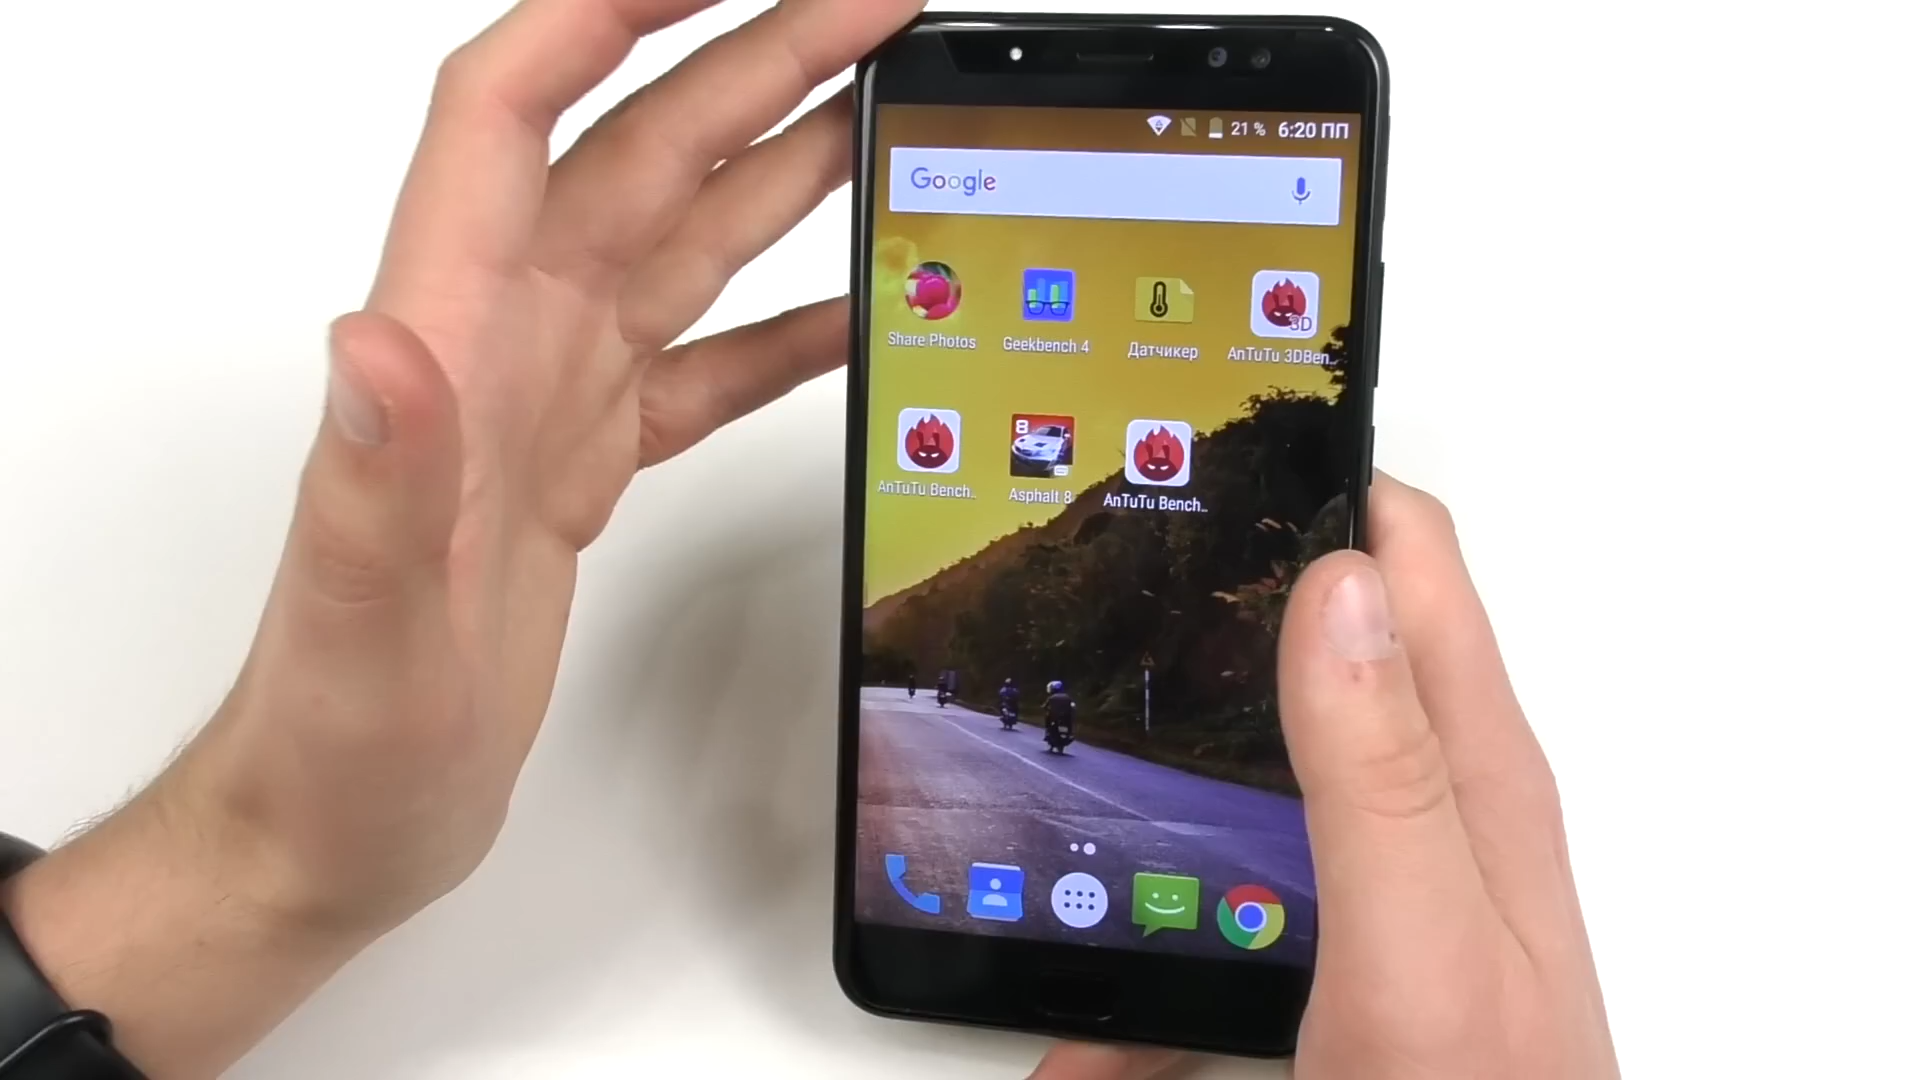 21 % 6:20 ПП
Google
Share Photos Geekbench 4 Датчикер AnTuTu 3DBen..
3D
8
AnTuTu Bench.. Asphalt 8 AnTuTu Bench..